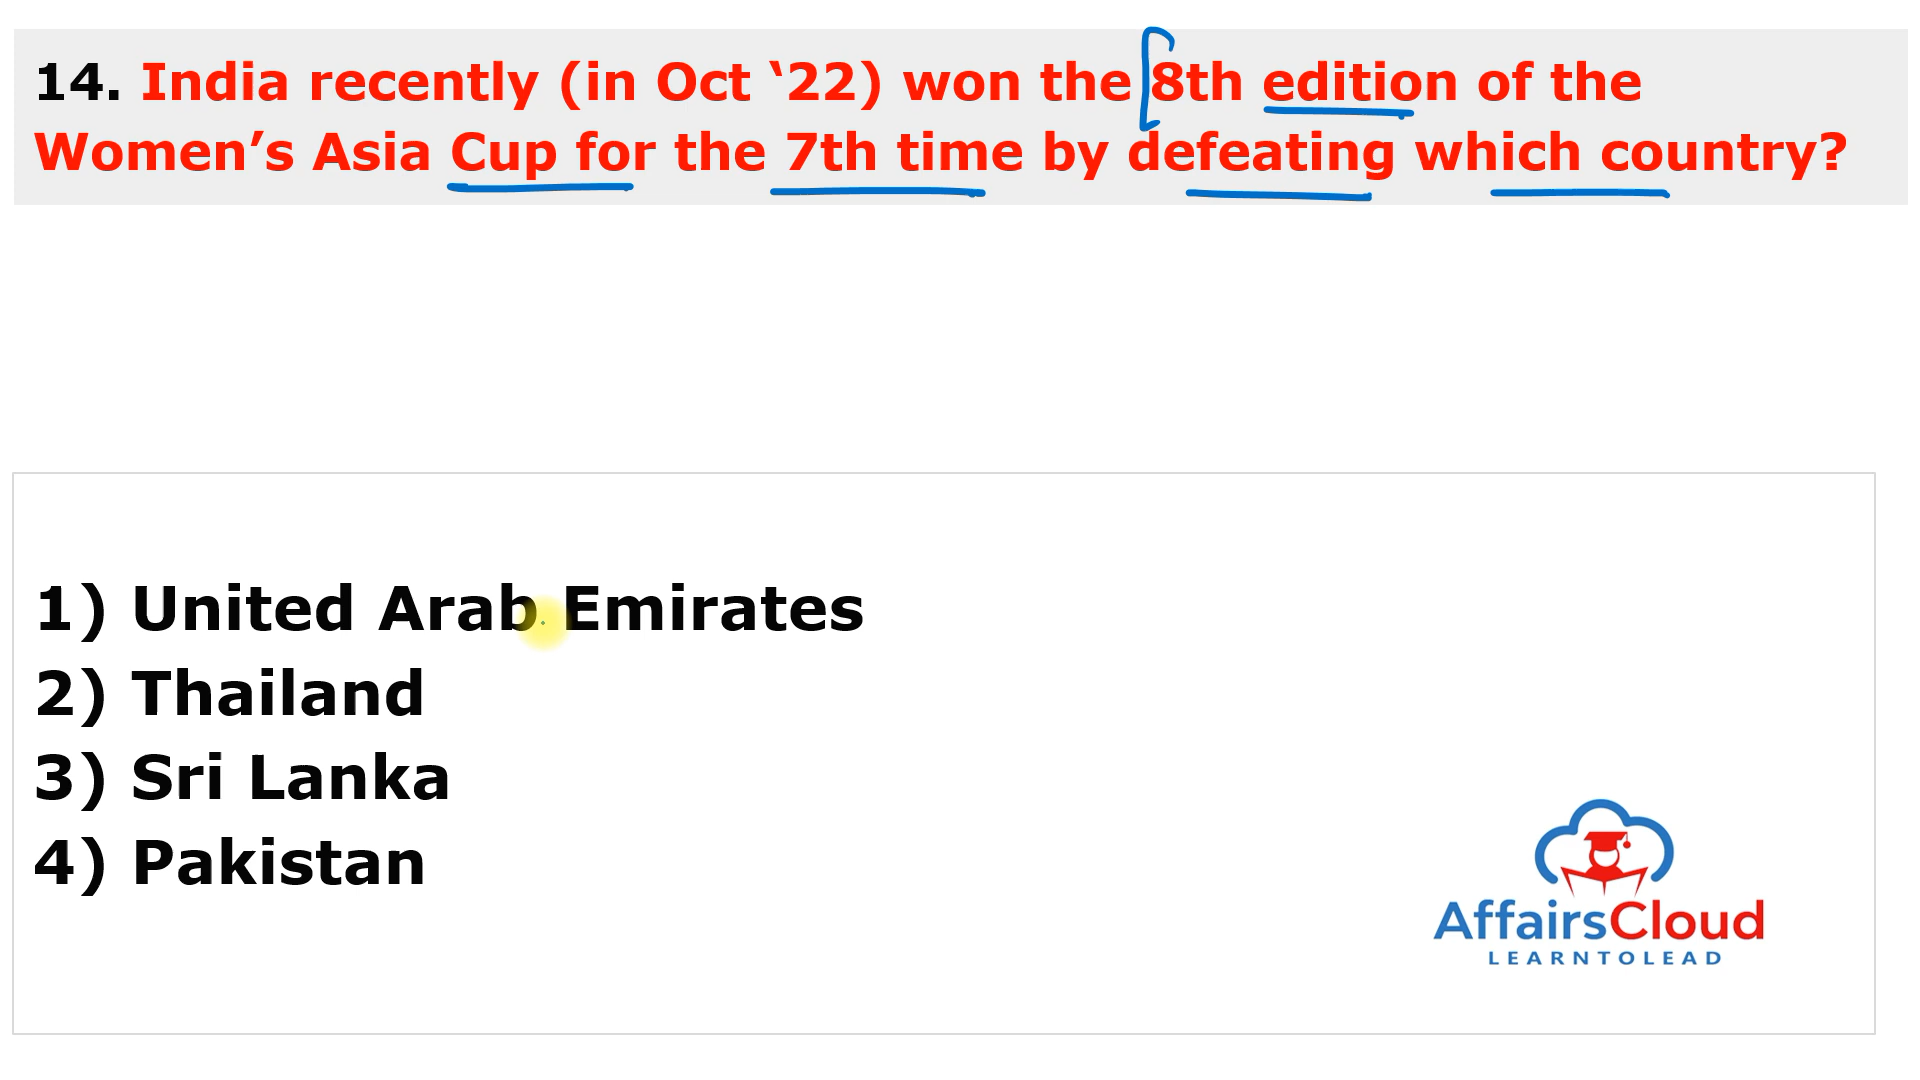 14. India recently (in Oct ‘22) won the 8th edition of the
Women’s Asia Cup for the 7th time by defeating which country?
1) United Arab Emirates
2) Thailand
3) Sri Lanka
4) Pakistan
AffairsCloud
LEARNTOLEAD